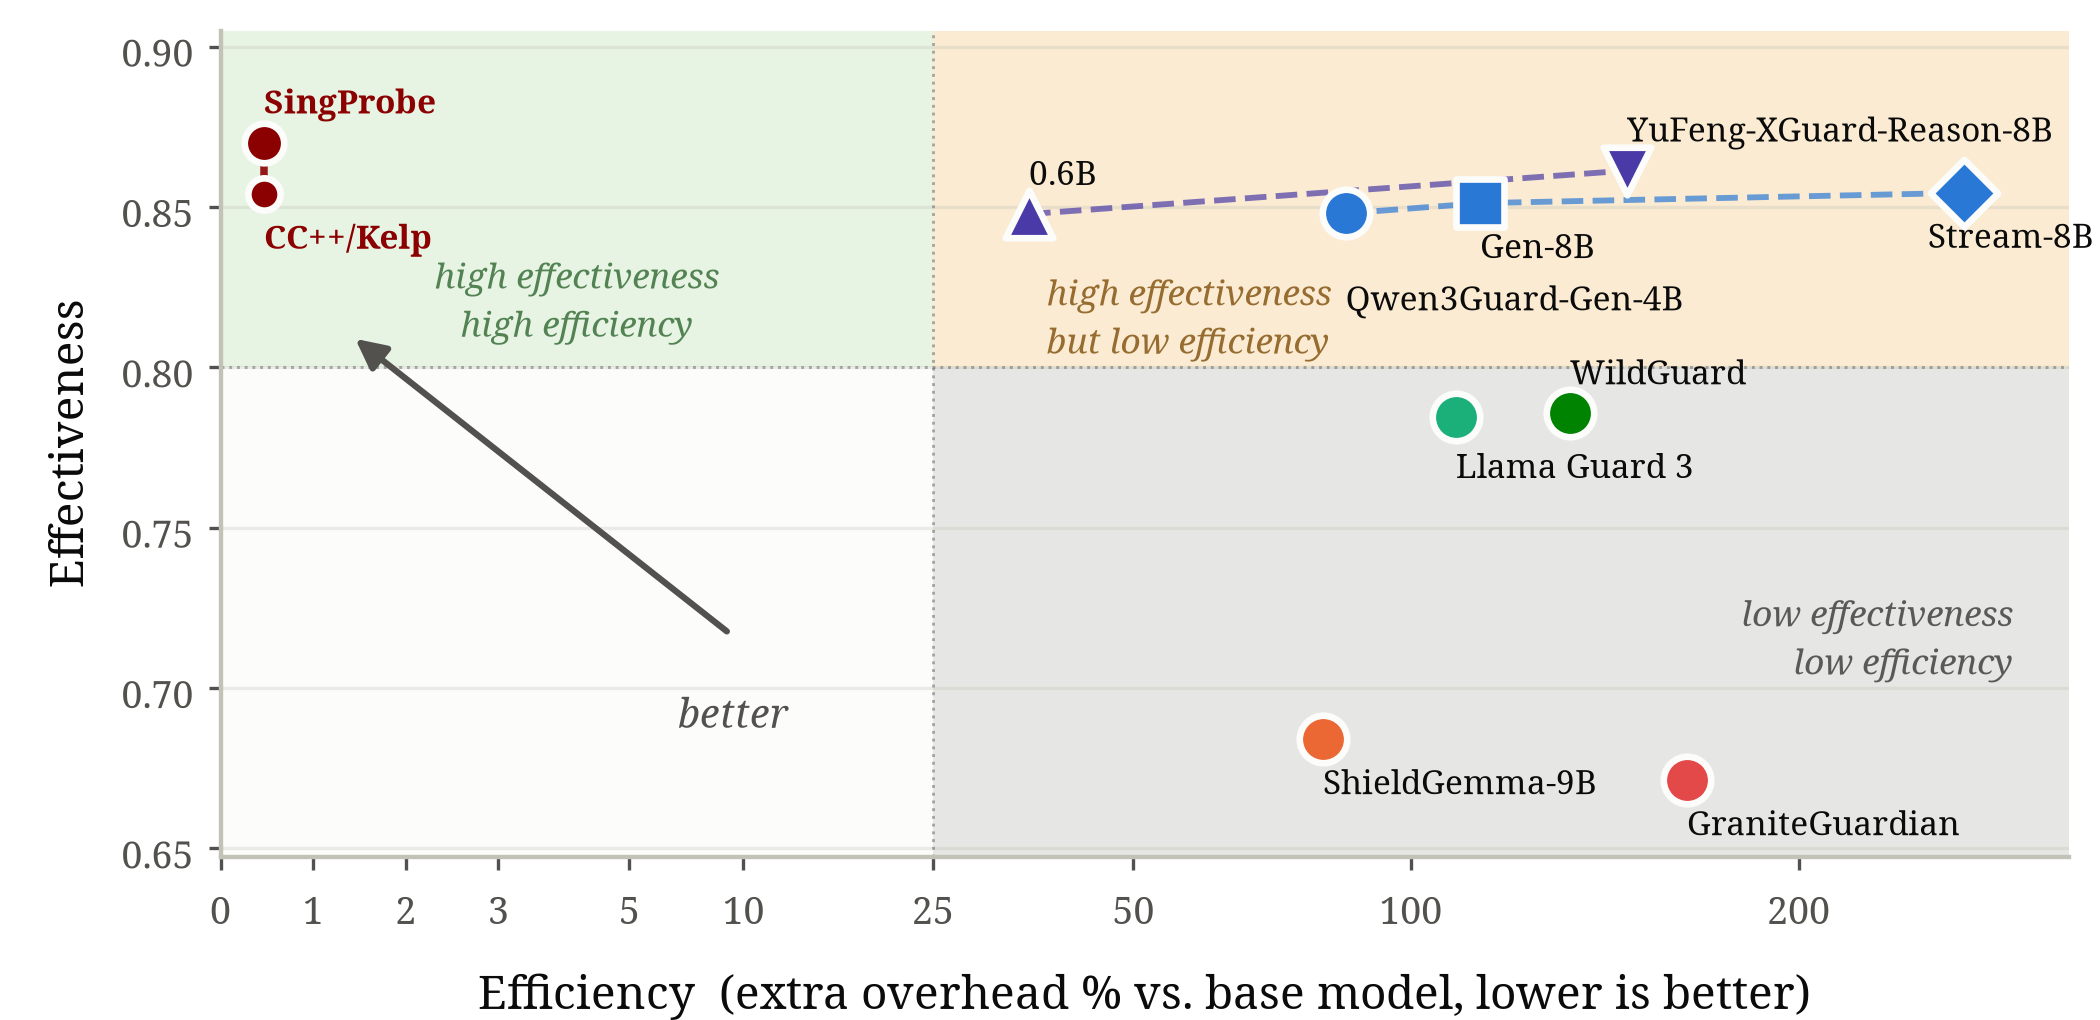 0.90
SingProbe
YuFeng-XGuard-Reason-8B
0.6B
0.85
CC++/Kelp
Stream-8B
Gen-8B
high effectiveness
high efficiency
high effectiveness
but low efficiency
Qwen3Guard-Gen-4B
0.80
WildGuard
Llama Guard 3
Effectiveness
0.75
low effectiveness
low efficiency
0.70
better
ShieldGemma-9B
GraniteGuardian
0.65
0 1 2 3 5 10 25 50 100 200
Efficiency (extra overhead % vs. base model, lower is better)